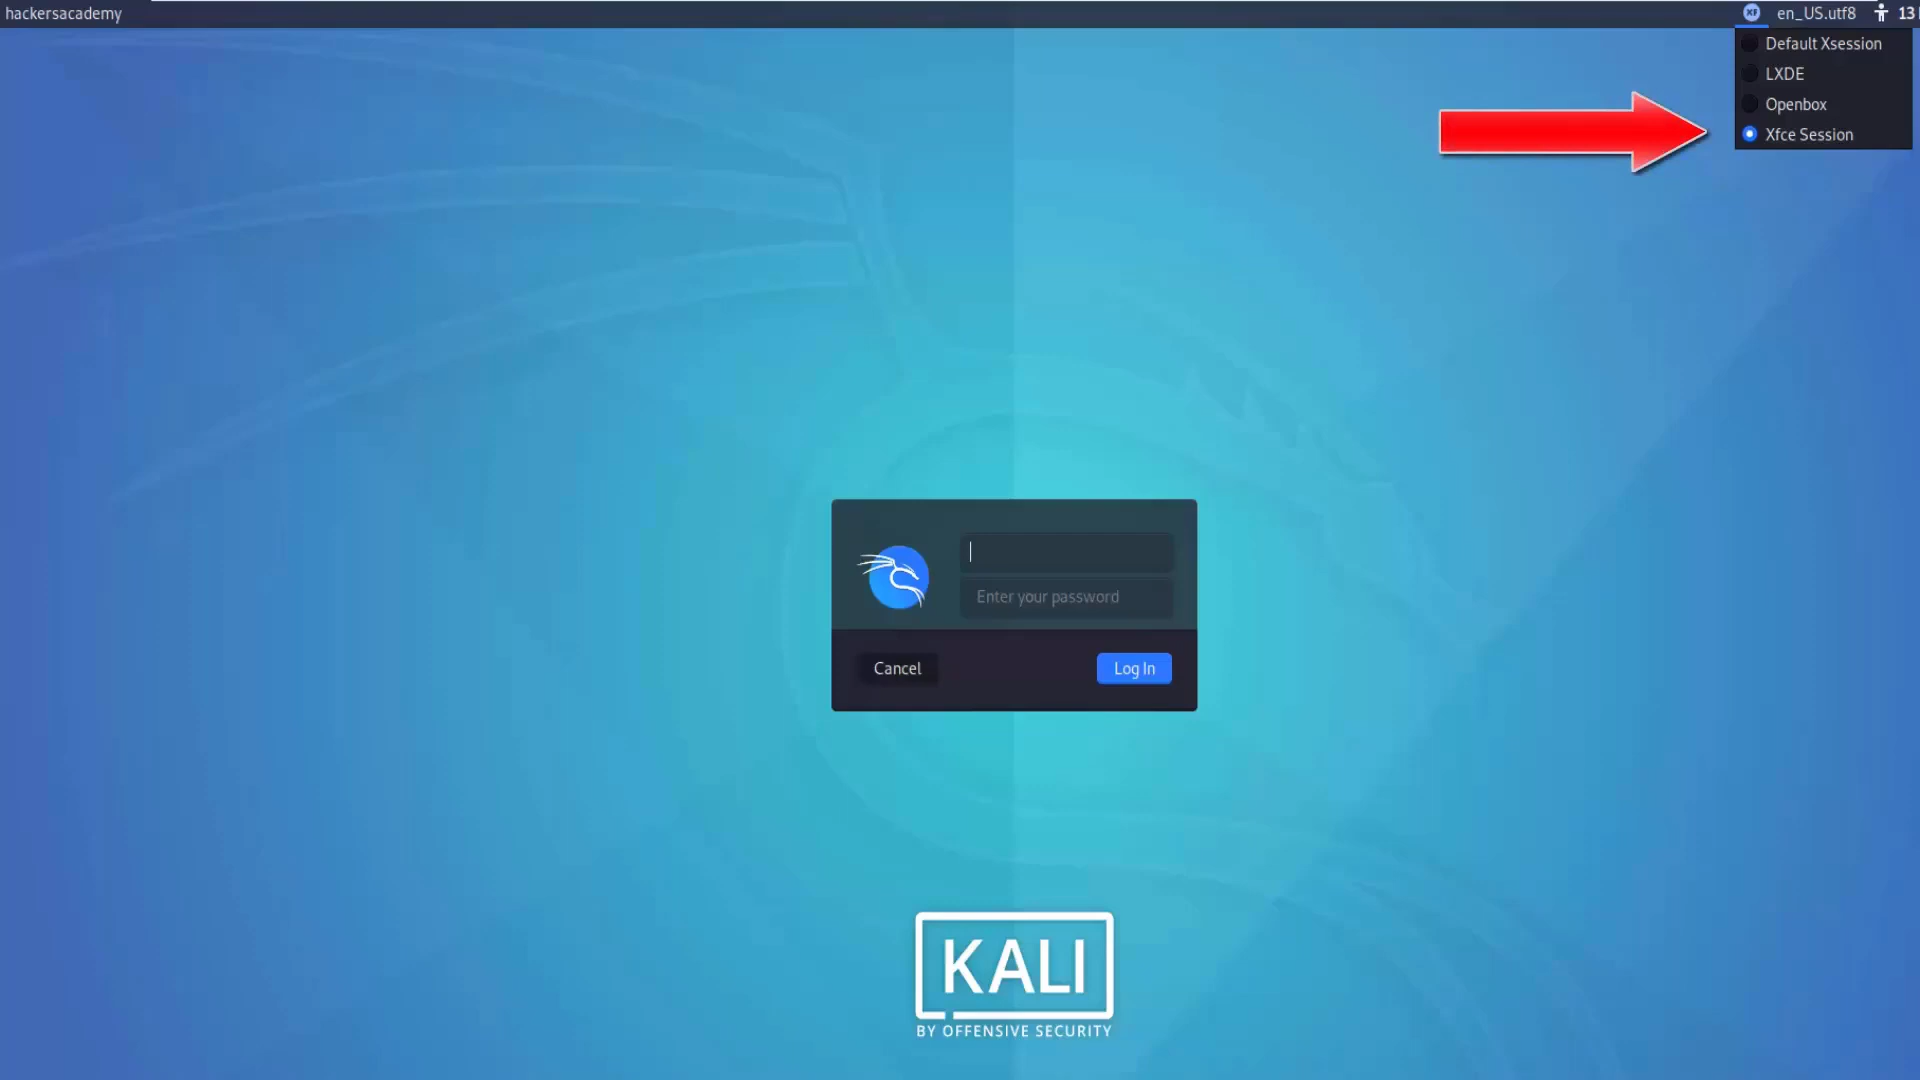 hackersacademy
XF en_US.utf8 13
Default Xsession
LXDE
Openbox
Xfce Session
Enter your password
Cancel
Log In
KALI
BY OFFENSIVE SECURITY